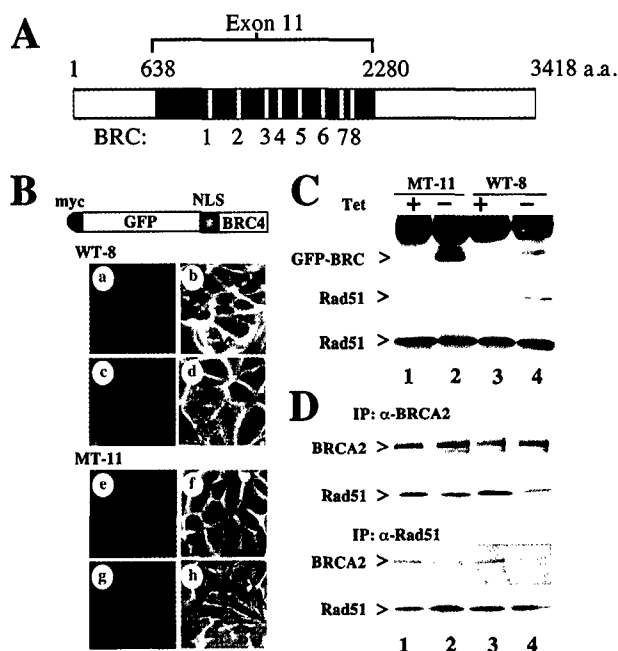 A
Exon 11
1 638 2280 3418 a.a.
BRC: 1 2 3 4 5 6 7 8
B
myc NLS
GFP * BRC4
WT-8
a b
c d
MT-11
e f
g h
C
MT-11 WT-8
Tet + − + −
GFP-BRC >
Rad51 >
Rad51 >
1 2 3 4
D
IP: α-BRCA2
BRCA2 >
Rad51 >
IP: α-Rad51
BRCA2 >
Rad51 >
1 2 3 4